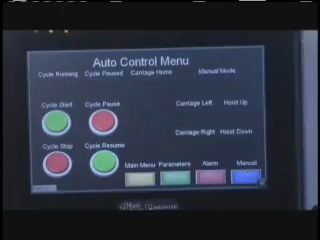 Auto Control Menu
Cycle Running Cycle Paused Carriage Home Manual Mode
Cycle Start Cycle Pause Carriage Left Hoist Up
Carriage Right Hoist Down
Cycle Stop Cycle Resume
Main Menu Parameters Alarm Manual